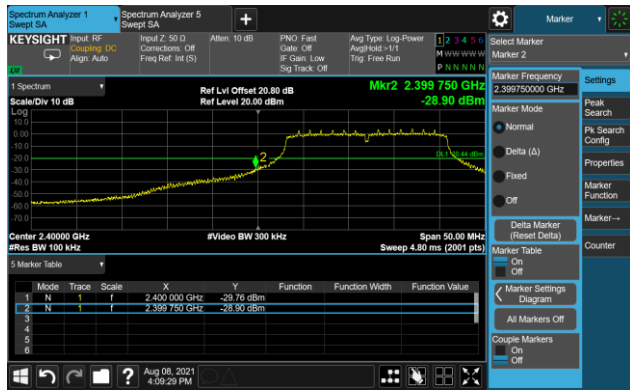 Spectrum Analyzer 1
Swept SA
Spectrum Analyzer 5
Swept SA
+
Marker
KEYSIGHT
Input: RF
Coupling: DC
Align: Auto
Input Z: 50 Ω
Corrections: Off
Freq Ref: Int (S)
Atten: 10 dB
PNO: Fast
Gate: Off
IF Gain: Low
Sig Track: Off
Avg Type: Log-Power
Avg|Hold:>1/1
Trig: Free Run
1 2 3 4 5 6
M W W W W W
P N N N N N
Select Marker
Marker 2
1 Spectrum
Scale/Div 10 dB
Ref Lvl Offset 20.80 dB
Ref Level 20.00 dBm
Mkr2 2.399 750 GHz
-28.90 dBm
Log
10.0
0.00
-10.0
-20.0
-30.0
-40.0
-50.0
-60.0
-70.0
2
Center 2.40000 GHz
#Res BW 100 kHz
#Video BW 300 kHz
Span 50.00 MHz
Sweep 4.80 ms (2001 pts)
5 Marker Table
Mode Trace Scale X Y Function Function Width Function Value
1 N 1 f 2.400 000 GHz -29.76 dBm
2 N 1 f 2.399 750 GHz -28.90 dBm
3
4
5
6
Marker Frequency
2.399750000 GHz
Marker Mode
Normal
Delta (Δ)
Fixed
Off
Delta Marker
(Reset Delta)
Marker Table
On
Off
Marker Settings
Diagram
All Markers Off
Couple Markers
On
Off
Settings
Peak
Search
Pk Search
Config
Properties
Marker
Function
Marker→
Counter
?
Aug 08, 2021
4:09:29 PM